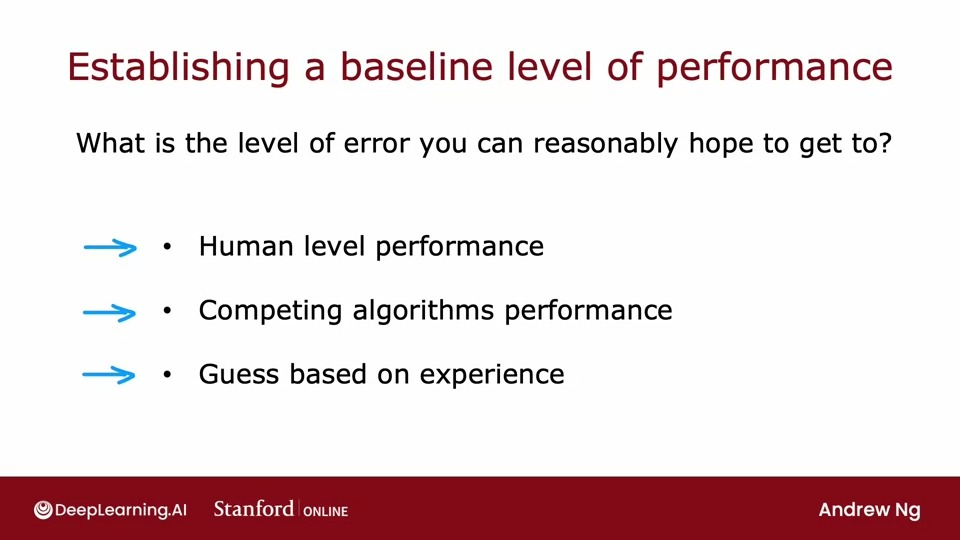 Establishing a baseline level of performance
What is the level of error you can reasonably hope to get to?
• Human level performance
• Competing algorithms performance
• Guess based on experience
DeepLearning.AI Stanford ONLINE Andrew Ng